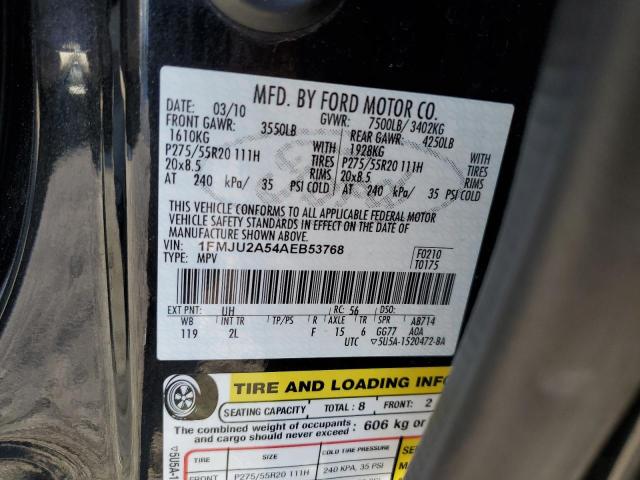 MFD. BY FORD MOTOR CO.
DATE: 03/10 GVWR: 7500LB/ 3402KG
FRONT GAWR: 3550LB REAR GAWR: 4250LB
1610KG 1928KG
P275/55R20 111H TIRES P275/55R20 111H TIRES
20x8.5 RIMS 20x8.5 RIMS
AT 240 kPa/ 35 PSI COLD AT 240 kPa/ 35 PSI COLD
THIS VEHICLE CONFORMS TO ALL APPLICABLE FEDERAL MOTOR
VEHICLE SAFETY STANDARDS IN EFFECT ON THE DATE OF
MANUFACTURE SHOWN ABOVE.
VIN: 1FMJU2A54AEB53768
TYPE: MPV
F0210
T0175
EXT PNT: UH RC: 56 DSO:
WB INT TR TP/PS R AXLE TR SPR AB714
119 2L F 15 6 GG77 AOA
UTC ▽5U5A-1520472-BA
TIRE AND LOADING INFO
SEATING CAPACITY TOTAL: 8 FRONT: 2
The combined weight of occupants
and cargo should never exceed: 606 kg or
▽5U5A-1
TIRE COLD TIRE PRESSURE
FRONT P275/55R20 111H 240 KPA, 35 PSI